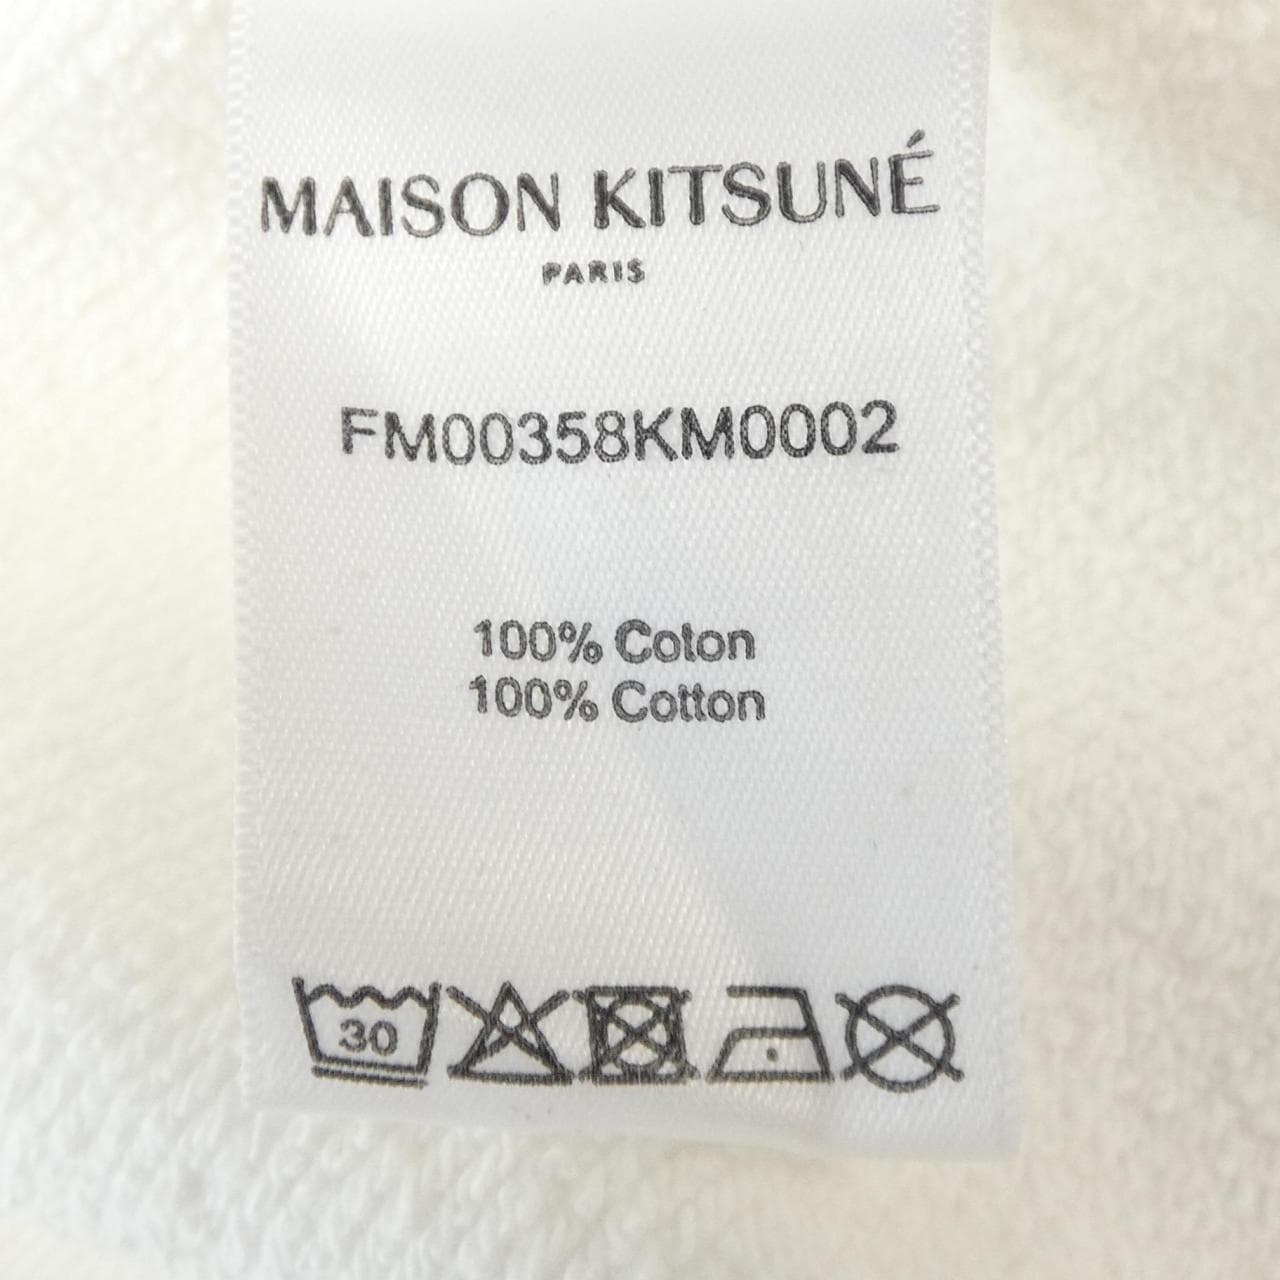 MAISON KITSUNÉ
PARIS
FM00358KM0002
100% Coton
100% Cotton
30